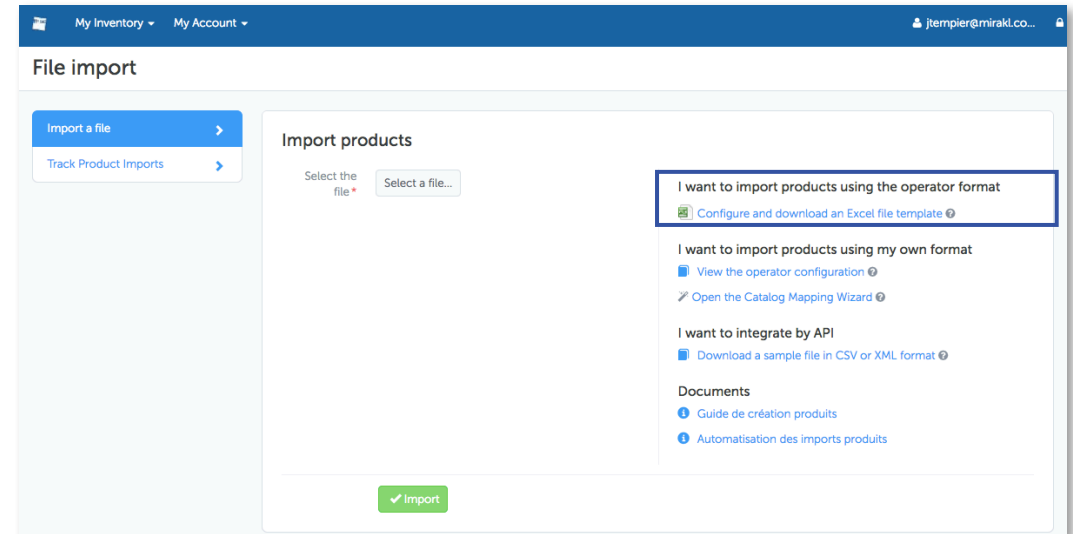 My Inventory My Account jtempier@mirakl.co...
File import
Import a file
Track Product Imports
Import products
Select the file* Select a file...
I want to import products using the operator format
Configure and download an Excel file template
I want to import products using my own format
View the operator configuration
Open the Catalog Mapping Wizard
I want to integrate by API
Download a sample file in CSV or XML format
Documents
Guide de création produits
Automatisation des imports produits
Import